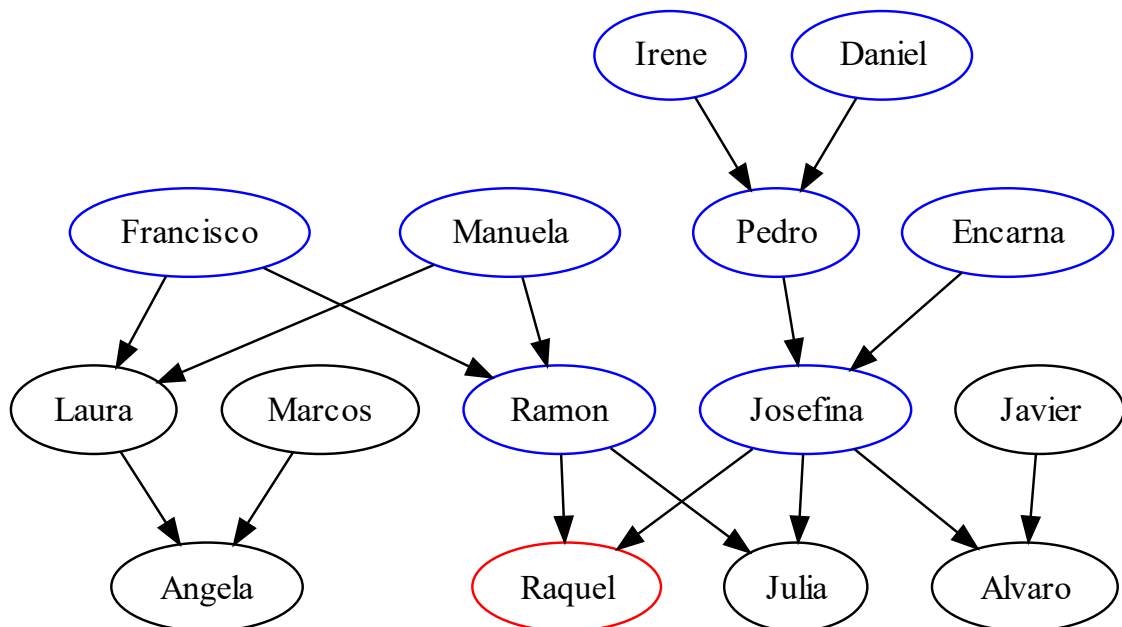 Irene
Daniel
Francisco
Manuela
Pedro
Encarna
Laura
Marcos
Ramon
Josefina
Javier
Angela
Raquel
Julia
Alvaro